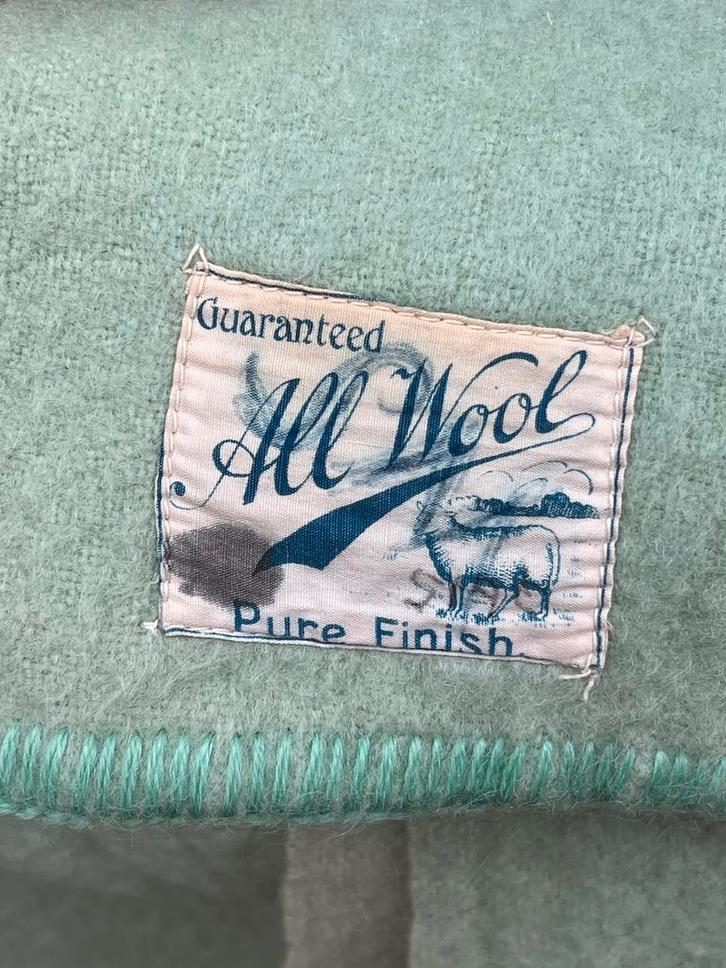 Guaranteed
All Wool
Pure Finish.